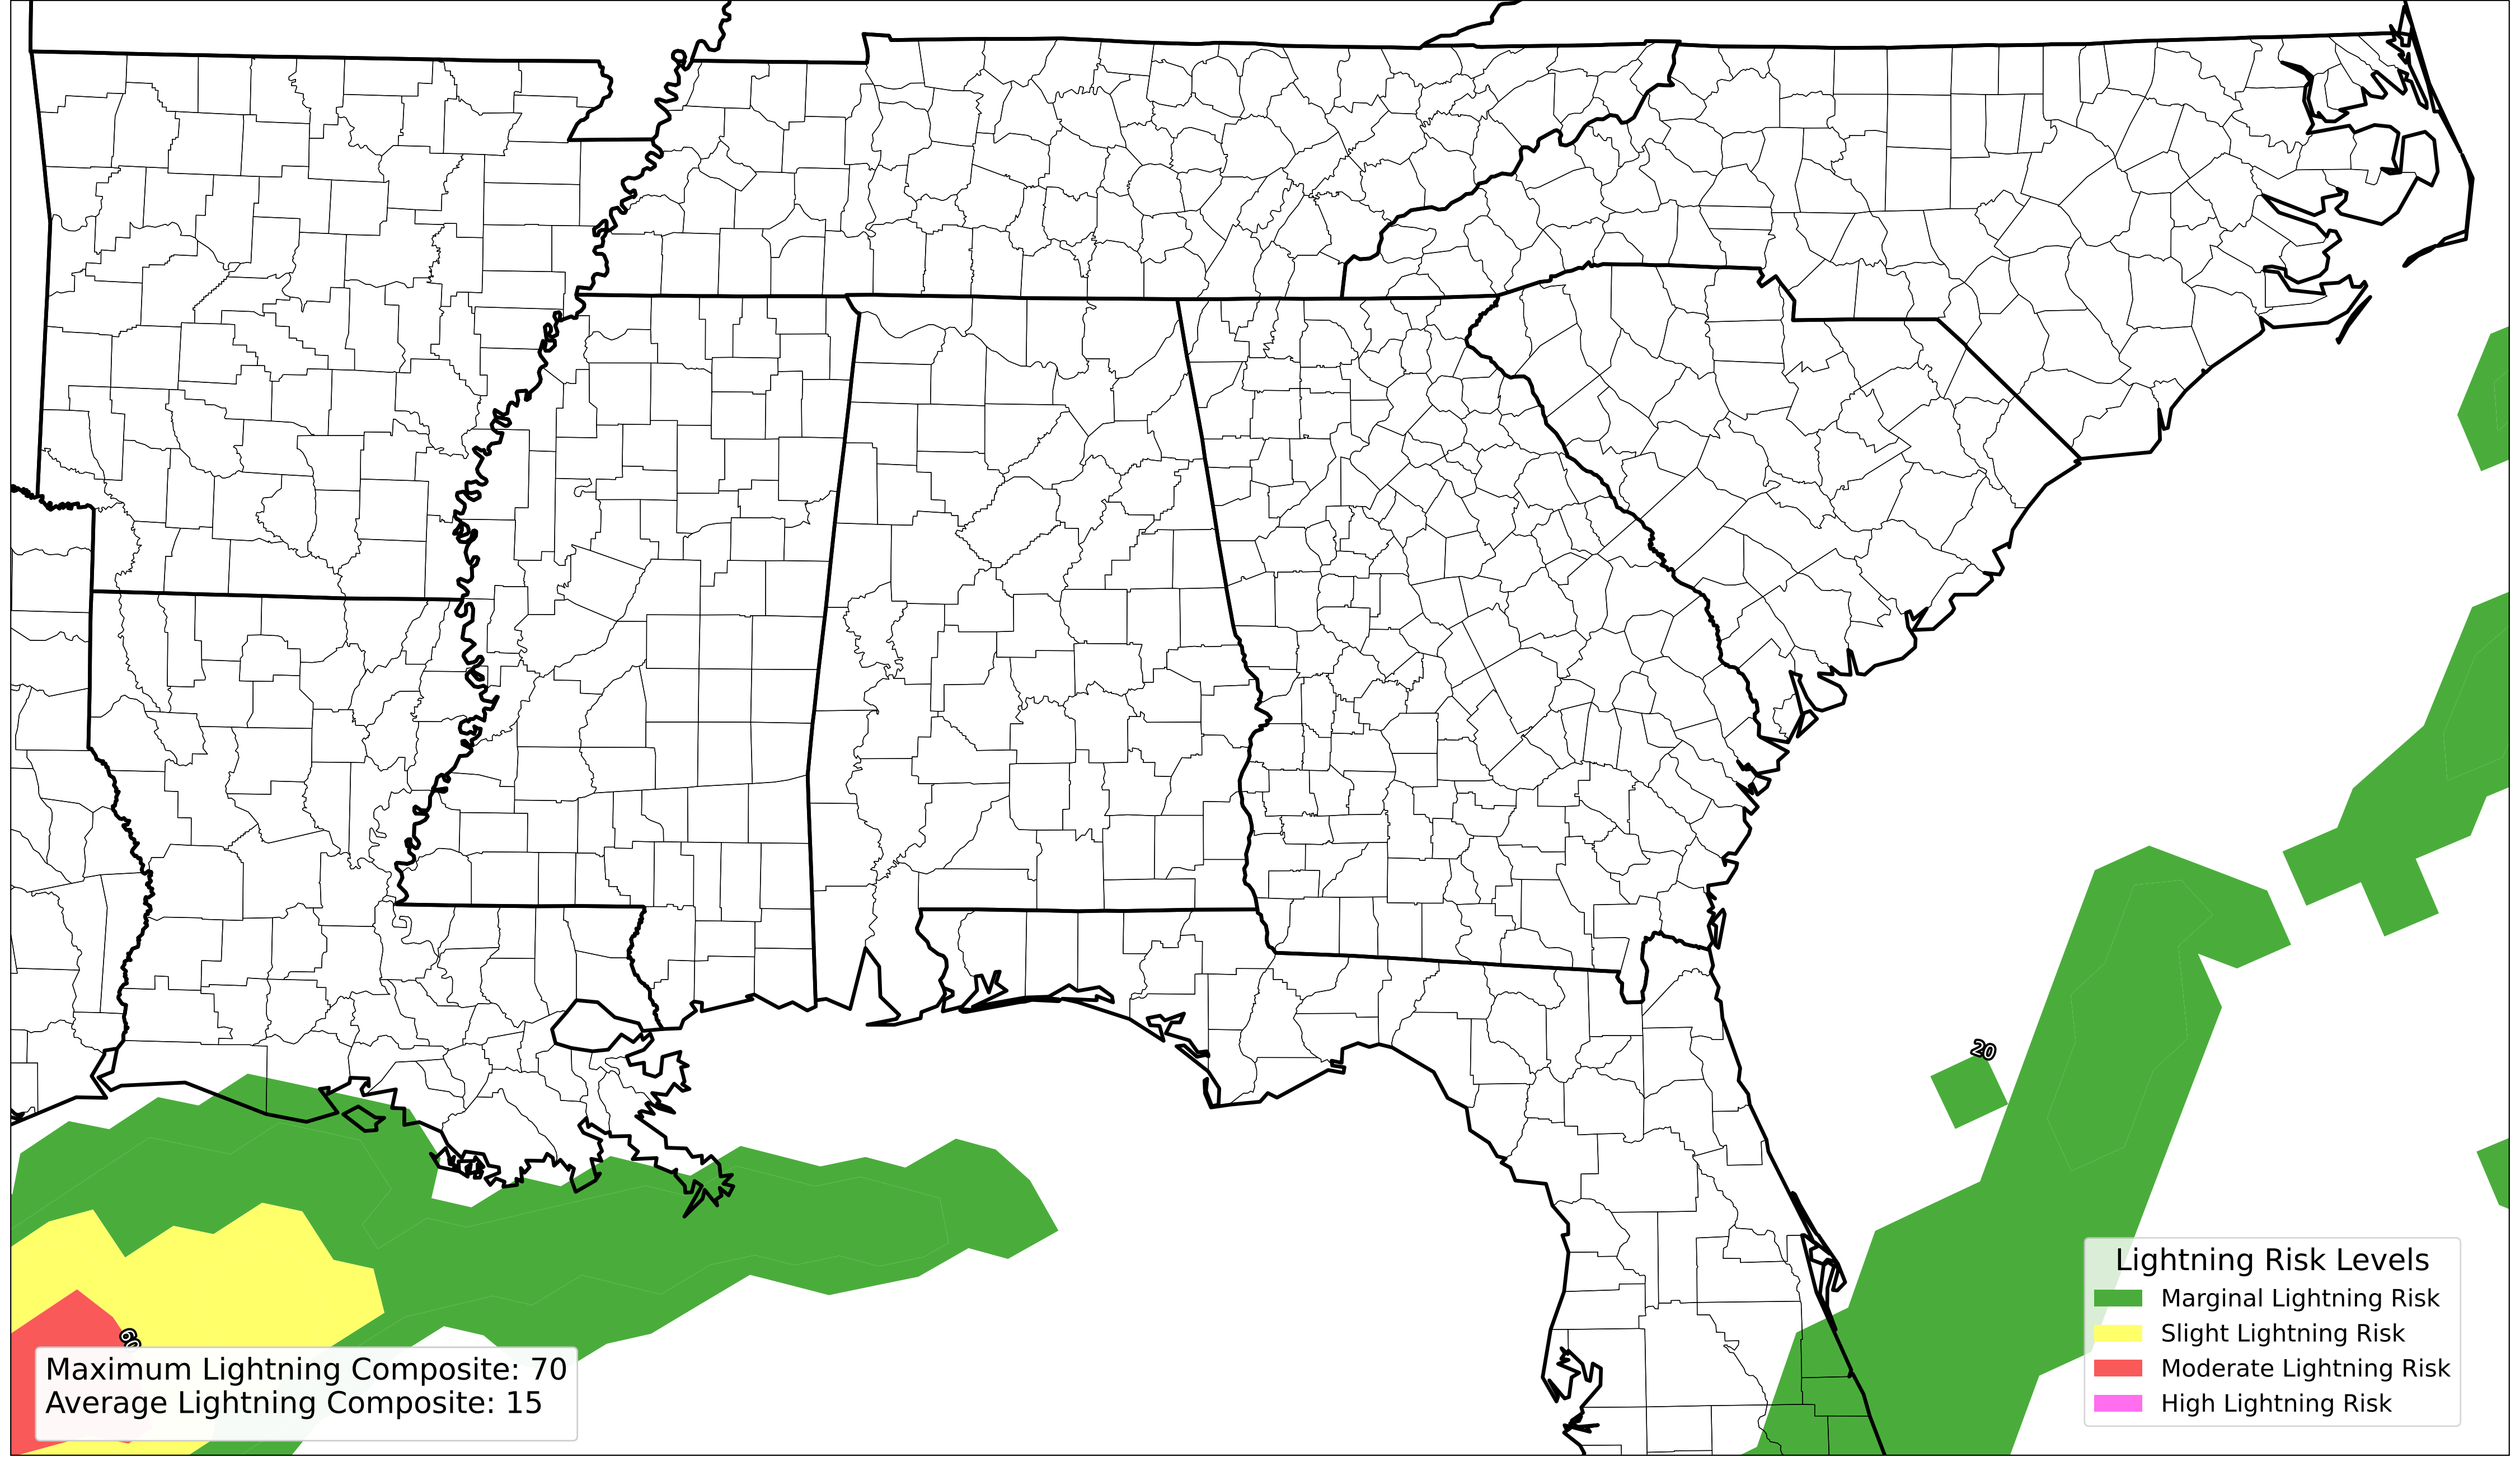 20
Lightning Risk Levels
Marginal Lightning Risk
Slight Lightning Risk
Moderate Lightning Risk
High Lightning Risk
Maximum Lightning Composite: 70
Average Lightning Composite: 15